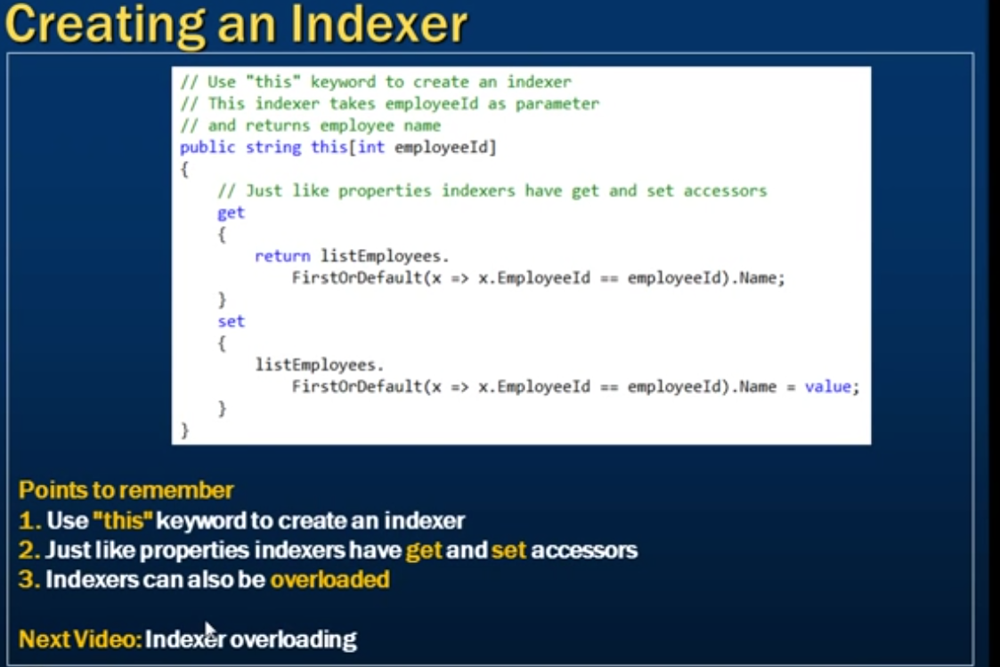 Creating an Indexer
// Use "this" keyword to create an indexer
// This indexer takes employeeId as parameter
// and returns employee name
public string this[int employeeId]
{
    // Just like properties indexers have get and set accessors
    get
    {
        return listEmployees.
            FirstOrDefault(x => x.EmployeeId == employeeId).Name;
    }
    set
    {
        listEmployees.
            FirstOrDefault(x => x.EmployeeId == employeeId).Name = value;
    }
}
Points to remember
1. Use "this" keyword to create an indexer
2. Just like properties indexers have get and set accessors
3. Indexers can also be overloaded
Next Video: Indexer overloading